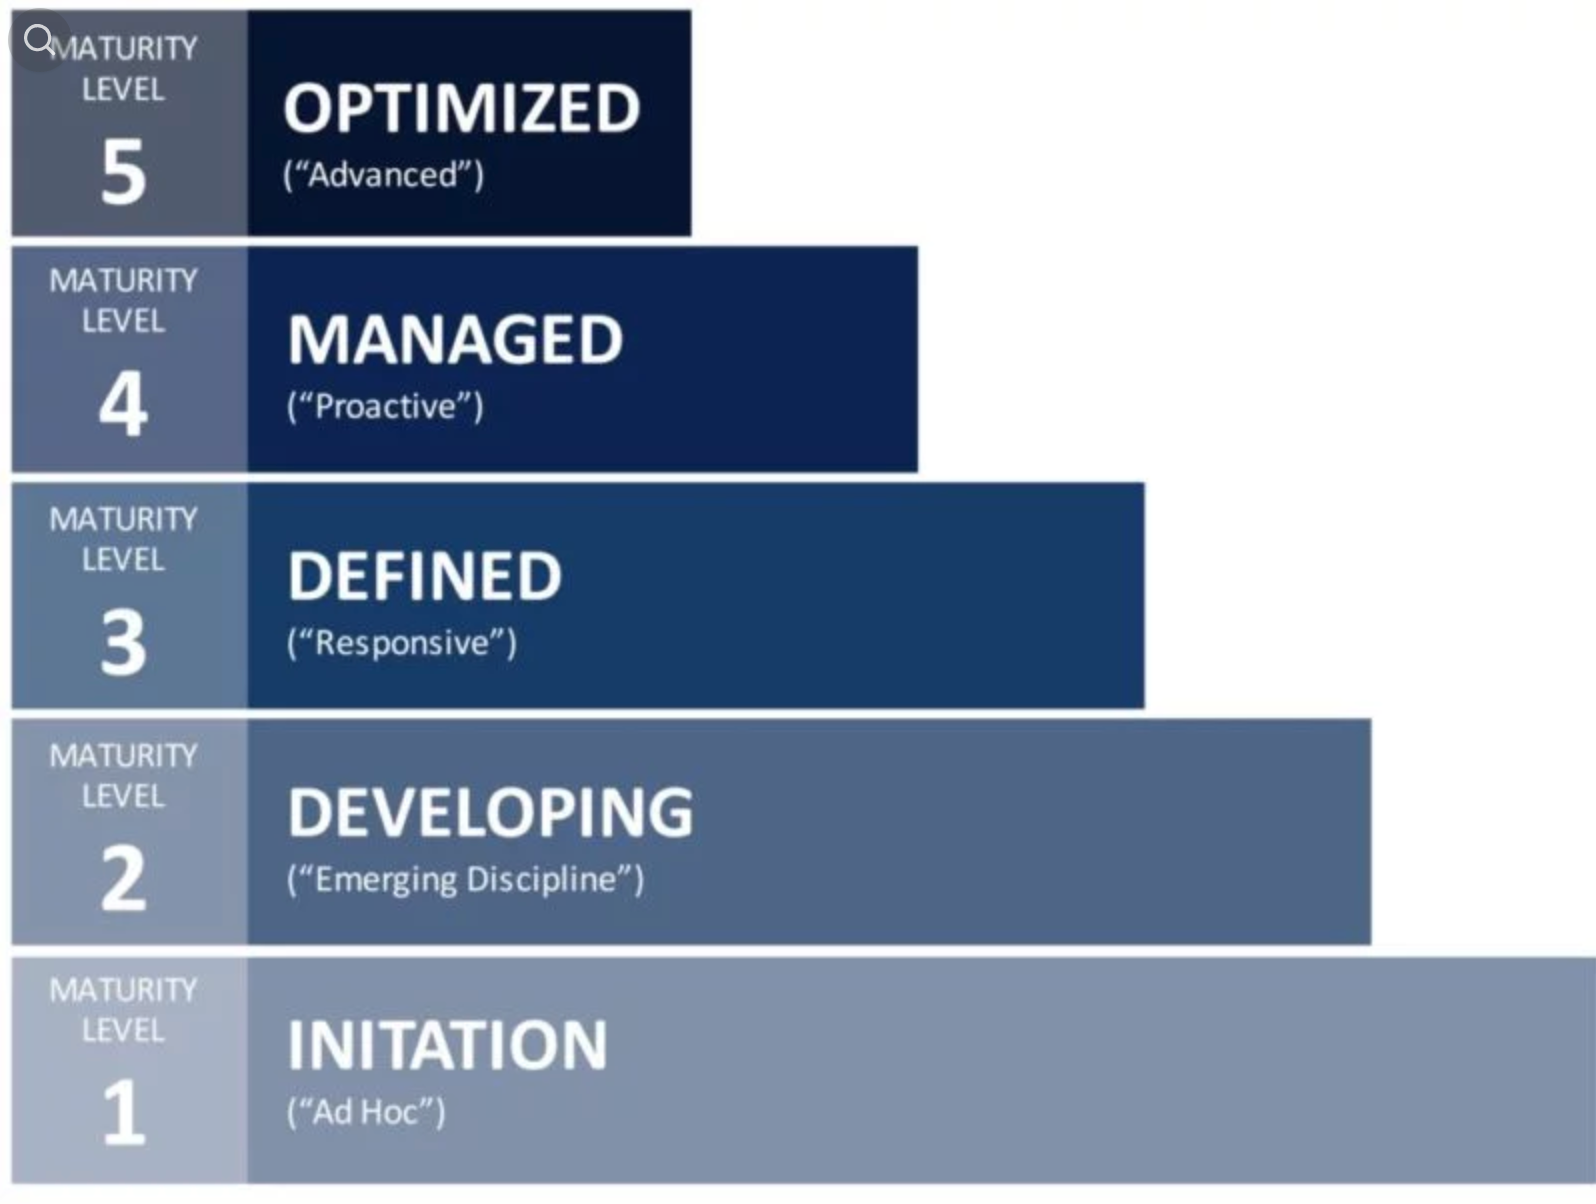 MATURITY
LEVEL
5
OPTIMIZED
(“Advanced”)
MATURITY
LEVEL
4
MANAGED
(“Proactive”)
MATURITY
LEVEL
3
DEFINED
(“Responsive”)
MATURITY
LEVEL
2
DEVELOPING
(“Emerging Discipline”)
MATURITY
LEVEL
1
INITATION
(“Ad Hoc”)